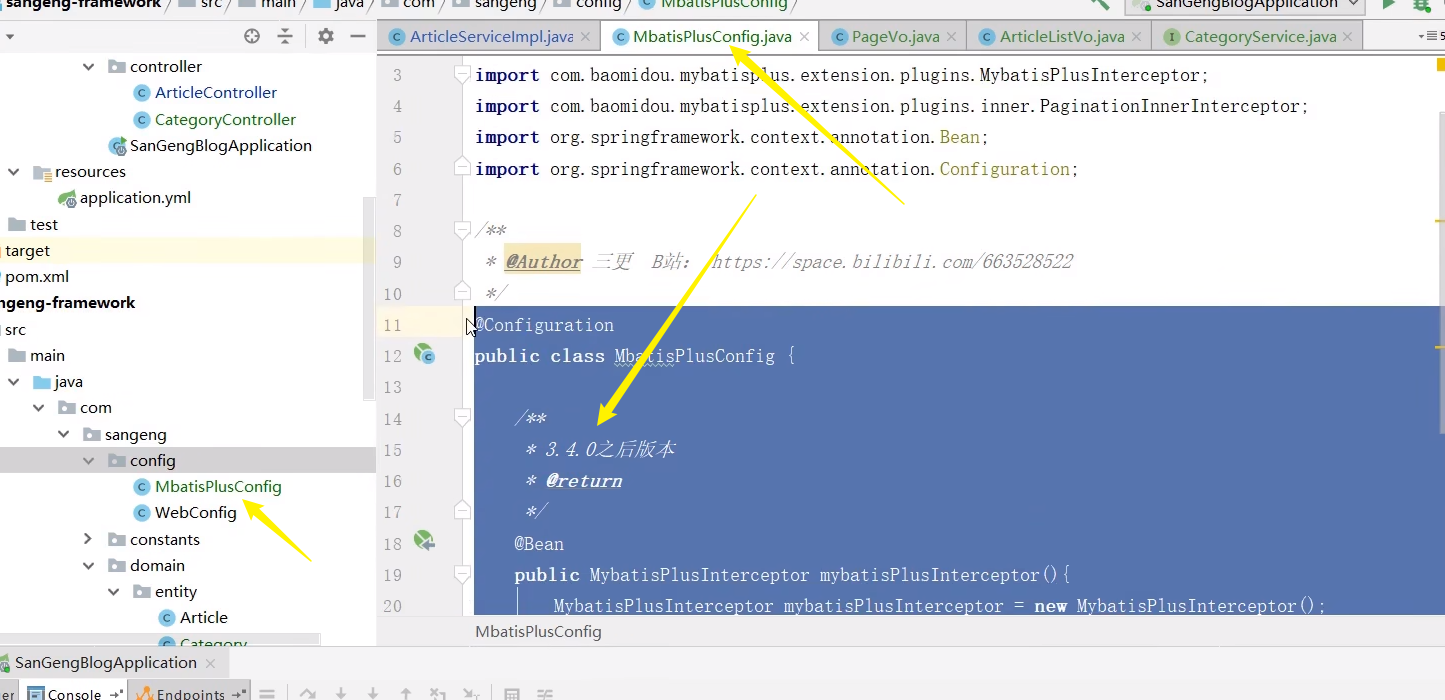 sangeng-framework / src / main / java / com / sangeng / config / MbatisPlusConfig
SanGengBlogApplication
ArticleServiceImpl.java
MbatisPlusConfig.java
PageVo.java
ArticleListVo.java
CategoryService.java
controller
ArticleController
CategoryController
SanGengBlogApplication
resources
application.yml
test
target
pom.xml
ngeng-framework
src
main
java
com
sangeng
config
MbatisPlusConfig
WebConfig
constants
domain
entity
Article
Category
3 import com.baomidou.mybatisplus.extension.plugins.MybatisPlusInterceptor;
4 import com.baomidou.mybatisplus.extension.plugins.inner.PaginationInnerInterceptor;
5 import org.springframework.context.annotation.Bean;
6 import org.springframework.context.annotation.Configuration;
7
8 /**
9 * @Author 三更 B站: https://space.bilibili.com/663528522
10 */
11 @Configuration
12 public class MbatisPlusConfig {
13
14 /**
15 * 3.4.0之后版本
16 * @return
17 */
18 @Bean
19 public MybatisPlusInterceptor mybatisPlusInterceptor(){
20 MybatisPlusInterceptor mybatisPlusInterceptor = new MybatisPlusInterceptor();
MbatisPlusConfig
SanGengBlogApplication
Console
Endpoints